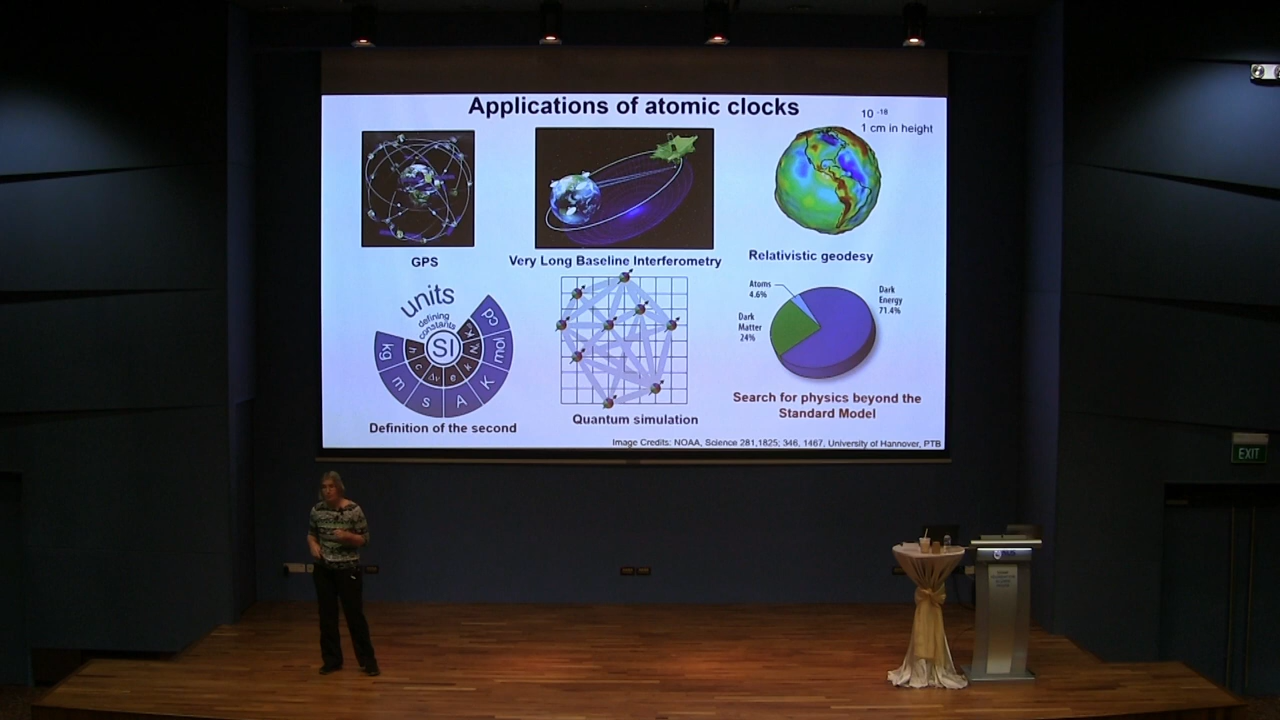 Applications of atomic clocks
10 -18
1 cm in height
GPS
Very Long Baseline Interferometry
Relativistic geodesy
units
defining
constants
SI
kg
m
s
A
K
mol
cd
h
c
Δν
e
k
Atoms
4.6%
Dark
Energy
71.4%
Dark
Matter
24%
Definition of the second
Quantum simulation
Search for physics beyond the
Standard Model
Image Credits: NOAA, Science 281,1825; 346, 1467, University of Hannover, PTB
EXIT
NUS